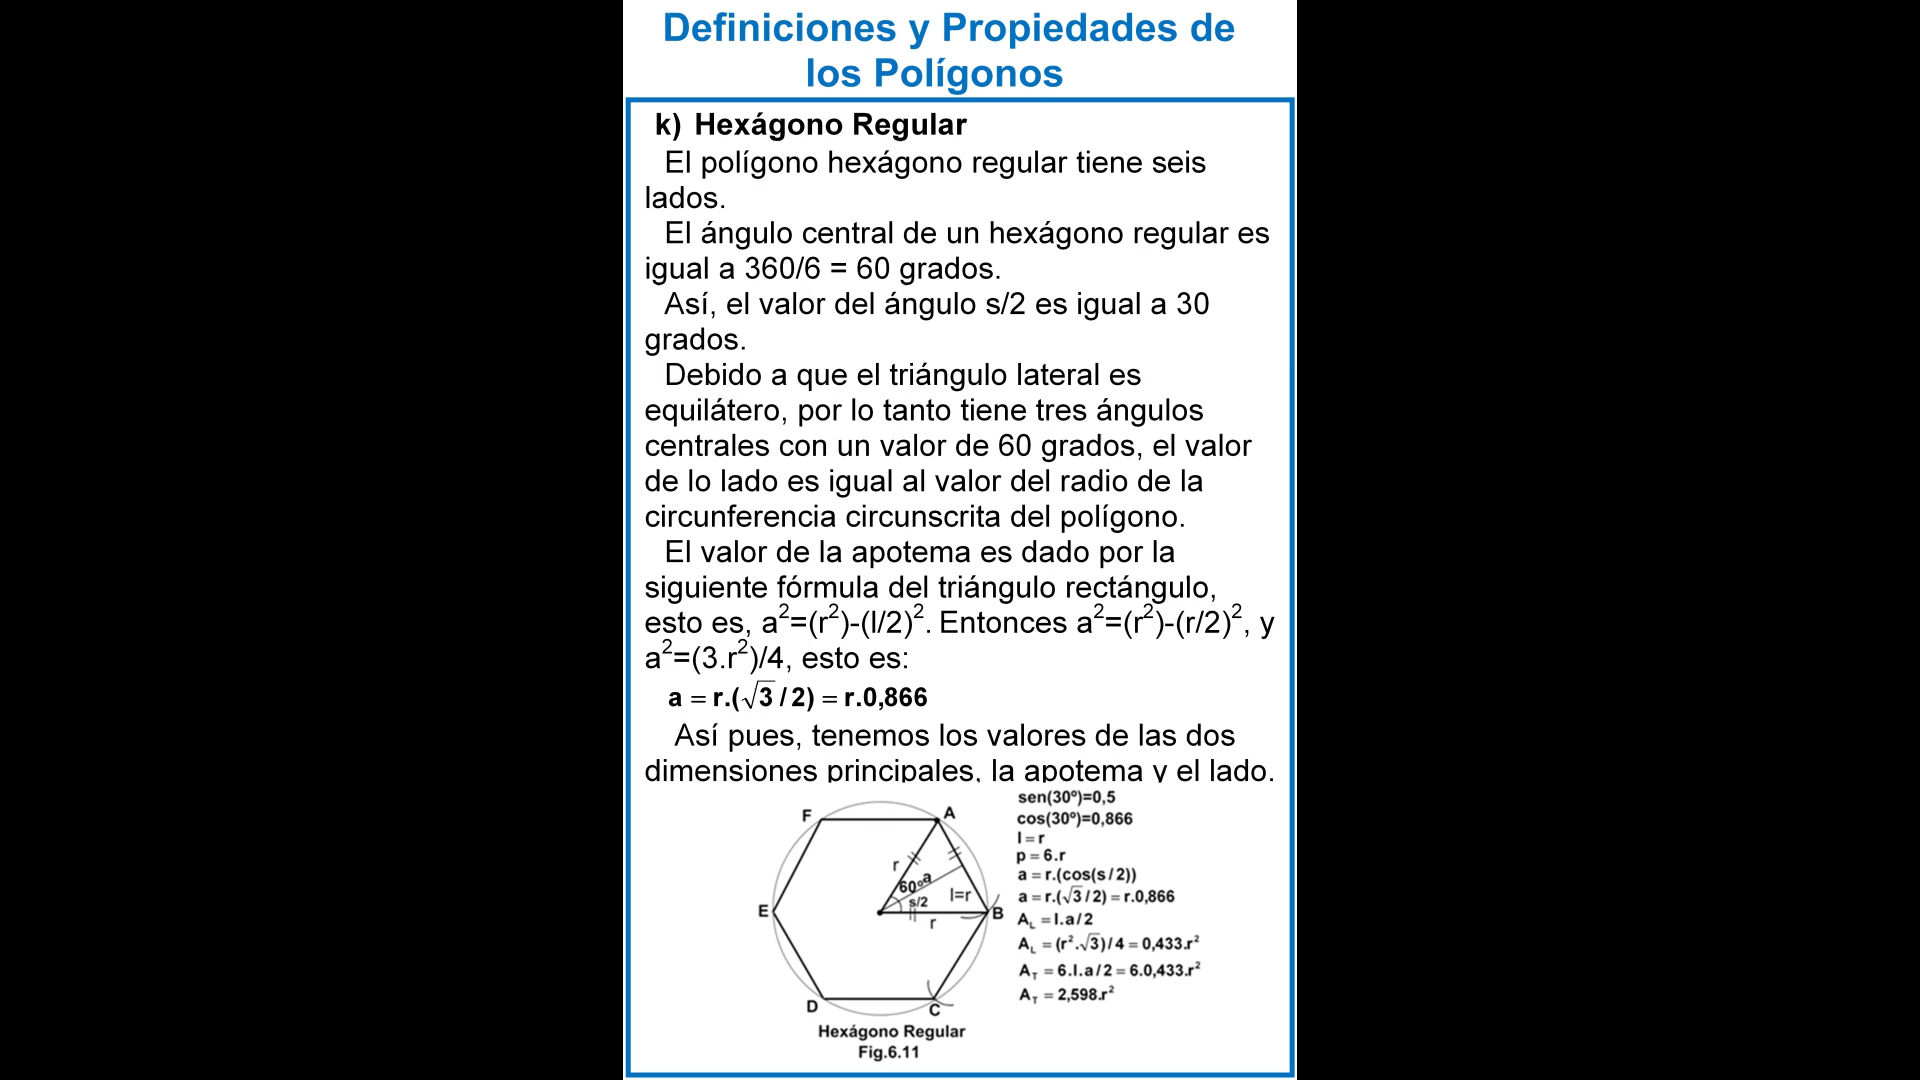 Definiciones y Propiedades de
los Polígonos
k) Hexágono Regular
El polígono hexágono regular tiene seis
lados.
El ángulo central de un hexágono regular es
igual a 360/6 = 60 grados.
Así, el valor del ángulo s/2 es igual a 30
grados.
Debido a que el triángulo lateral es
equilátero, por lo tanto tiene tres ángulos
centrales con un valor de 60 grados, el valor
de lo lado es igual al valor del radio de la
circunferencia circunscrita del polígono.
El valor de la apotema es dado por la
siguiente fórmula del triángulo rectángulo,
esto es, a²=(r²)-(l/2)². Entonces a²=(r²)-(r/2)², y
a²=(3.r²)/4, esto es:
a = r.(√3/2) = r.0,866
Así pues, tenemos los valores de las dos
dimensiones principales, la apotema y el lado.
F
A
r
60º
a
s/2
l=r
r
E
B
D
C
sen(30º)=0,5
cos(30º)=0,866
l = r
p = 6.r
a = r.(cos(s/2))
a = r.(√3/2) = r.0,866
A_L = l.a/2
A_L = (r².√3)/4 = 0,433.r²
A_T = 6.l.a/2 = 6.0,433.r²
A_T = 2,598.r²
Hexágono Regular
Fig.6.11